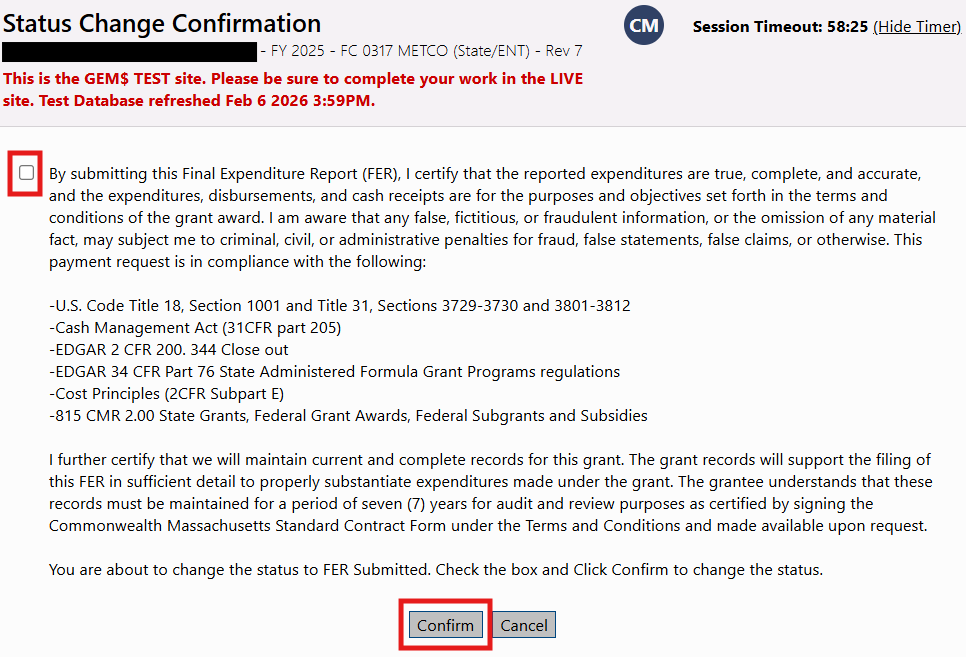 Status Change Confirmation
CM
Session Timeout: 58:25 (Hide Timer)
- FY 2025 - FC 0317 METCO (State/ENT) - Rev 7
This is the GEM$ TEST site. Please be sure to complete your work in the LIVE
site. Test Database refreshed Feb 6 2026 3:59PM.
By submitting this Final Expenditure Report (FER), I certify that the reported expenditures are true, complete, and accurate,
and the expenditures, disbursements, and cash receipts are for the purposes and objectives set forth in the terms and
conditions of the grant award. I am aware that any false, fictitious, or fraudulent information, or the omission of any material
fact, may subject me to criminal, civil, or administrative penalties for fraud, false statements, false claims, or otherwise. This
payment request is in compliance with the following:
-U.S. Code Title 18, Section 1001 and Title 31, Sections 3729-3730 and 3801-3812
-Cash Management Act (31CFR part 205)
-EDGAR 2 CFR 200. 344 Close out
-EDGAR 34 CFR Part 76 State Administered Formula Grant Programs regulations
-Cost Principles (2CFR Subpart E)
-815 CMR 2.00 State Grants, Federal Grant Awards, Federal Subgrants and Subsidies
I further certify that we will maintain current and complete records for this grant. The grant records will support the filing of
this FER in sufficient detail to properly substantiate expenditures made under the grant. The grantee understands that these
records must be maintained for a period of seven (7) years for audit and review purposes as certified by signing the
Commonwealth Massachusetts Standard Contract Form under the Terms and Conditions and made available upon request.
You are about to change the status to FER Submitted. Check the box and Click Confirm to change the status.
Confirm Cancel